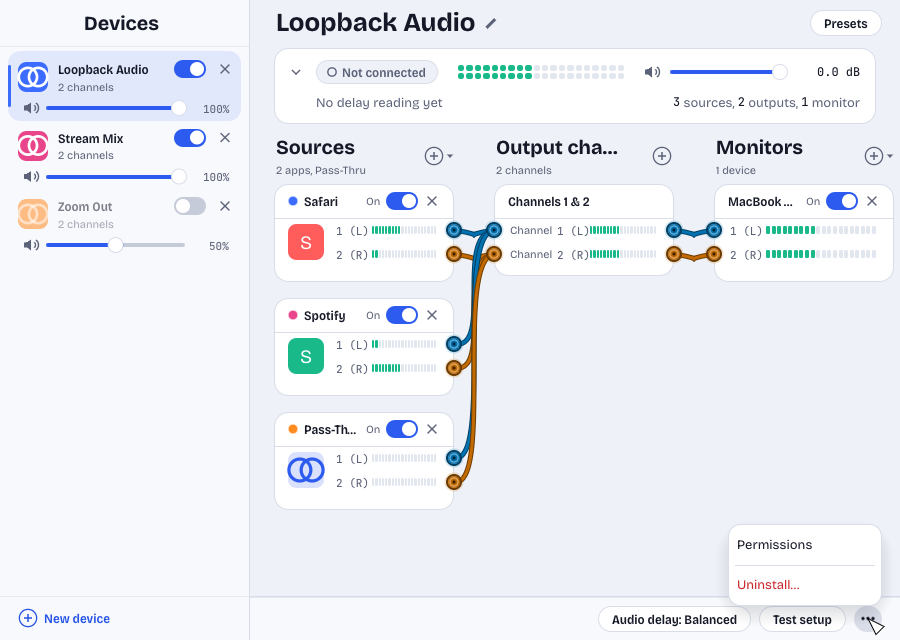 Devices
Loopback Audio
2 channels
100%
Stream Mix
2 channels
100%
Zoom Out
2 channels
50%
New device
Loopback Audio
Presets
Not connected
0.0 dB
No delay reading yet
3 sources, 2 outputs, 1 monitor
Sources
2 apps, Pass-Thru
Output cha...
2 channels
Monitors
1 device
Safari
On
1 (L)
2 (R)
S
Spotify
On
1 (L)
2 (R)
S
Pass-Th...
On
1 (L)
2 (R)
Channels 1 & 2
Channel 1 (L)
Channel 2 (R)
MacBook ...
On
1 (L)
2 (R)
Permissions
Uninstall...
Audio delay: Balanced
Test setup